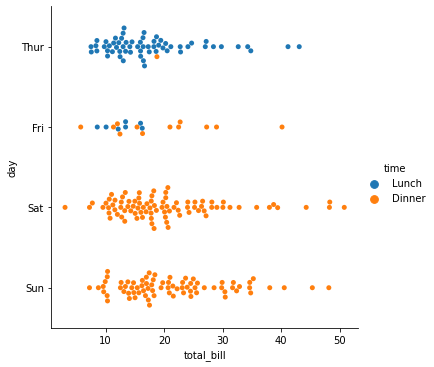 Thur
Fri
Sat
Sun
day
10 20 30 40 50
total_bill
time
Lunch
Dinner